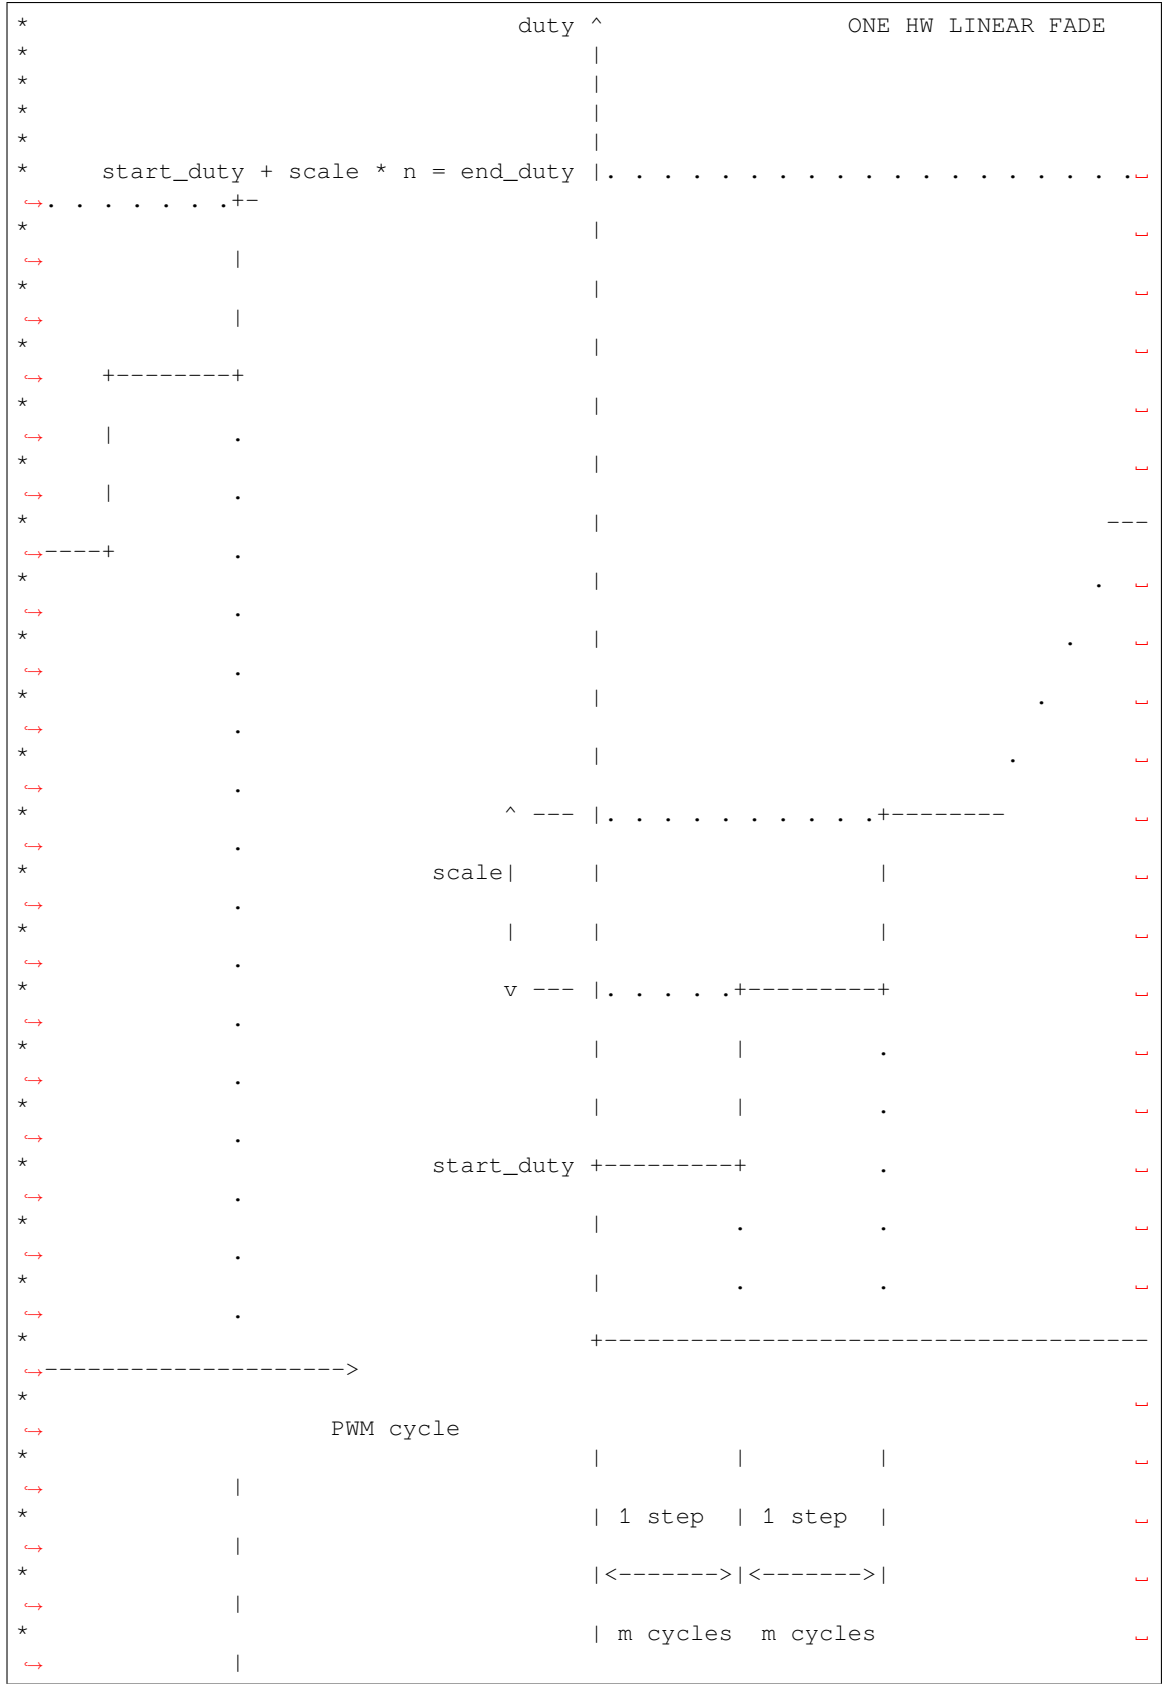 * duty ^ ONE HW LINEAR FADE
* |
* |
* |
* |
* start_duty + scale * n = end_duty |. . . . . . . . . . . . . . . . . . .␣
↪. . . . . . .+-
* | ␣
↪ |
* | ␣
↪ |
* | ␣
↪ +--------+
* | ␣
↪ | .
* | ␣
↪ | .
* | ---
↪----+ .
* | . ␣
↪ .
* | . ␣
↪ .
* | . ␣
↪ .
* | . ␣
↪ .
* ^ --- |. . . . . . . . . .+-------- ␣
↪ .
* scale| | | ␣
↪ .
* | | | ␣
↪ .
* v --- |. . . . .+---------+ ␣
↪ .
* | | . ␣
↪ .
* | | . ␣
↪ .
* start_duty +---------+ . ␣
↪ .
* | . . ␣
↪ .
* | . . ␣
↪ .
* +--------------------------------------
↪--------------------->
* ␣
↪ PWM cycle
* | | | ␣
↪ |
* | 1 step | 1 step | ␣
↪ |
* |<------->|<------->| ␣
↪ |
* | m cycles m cycles ␣
↪ |